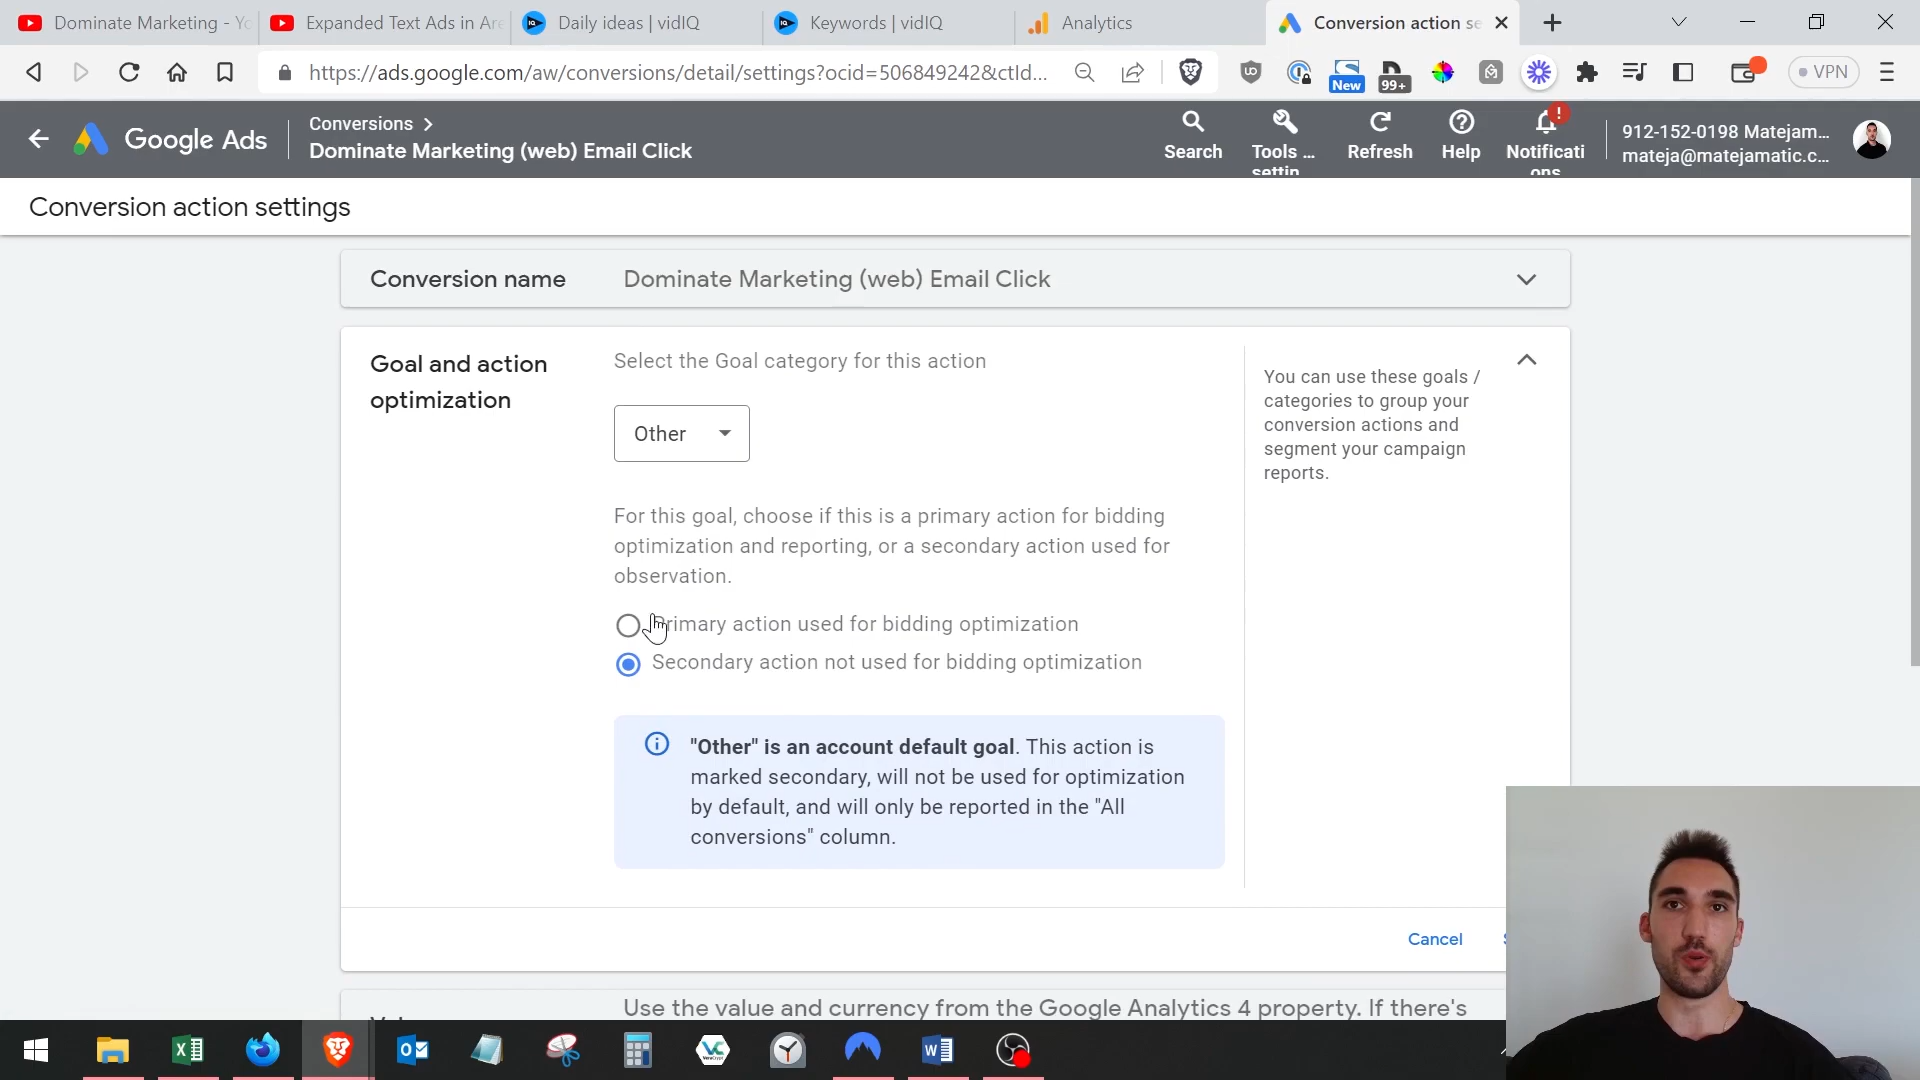 Dominate Marketing - Yo
Expanded Text Ads in Are
Daily ideas | vidIQ
Keywords | vidIQ
Analytics
Conversion action se
https://ads.google.com/aw/conversions/detail/settings?ocid=506849242&ctId...
New
99+
VPN
Google Ads
Conversions
Dominate Marketing (web) Email Click
Search
Tools ...
settin
Refresh
Help
Notificati
ons
912-152-0198 Matejam...
mateja@matejamatic.c...
Conversion action settings
Conversion name
Dominate Marketing (web) Email Click
Goal and action
optimization
Select the Goal category for this action
Other
For this goal, choose if this is a primary action for bidding
optimization and reporting, or a secondary action used for
observation.
Primary action used for bidding optimization
Secondary action not used for bidding optimization
"Other" is an account default goal. This action is
marked secondary, will not be used for optimization
by default, and will only be reported in the "All
conversions" column.
You can use these goals /
categories to group your
conversion actions and
segment your campaign
reports.
Cancel
Use the value and currency from the Google Analytics 4 property. If there's